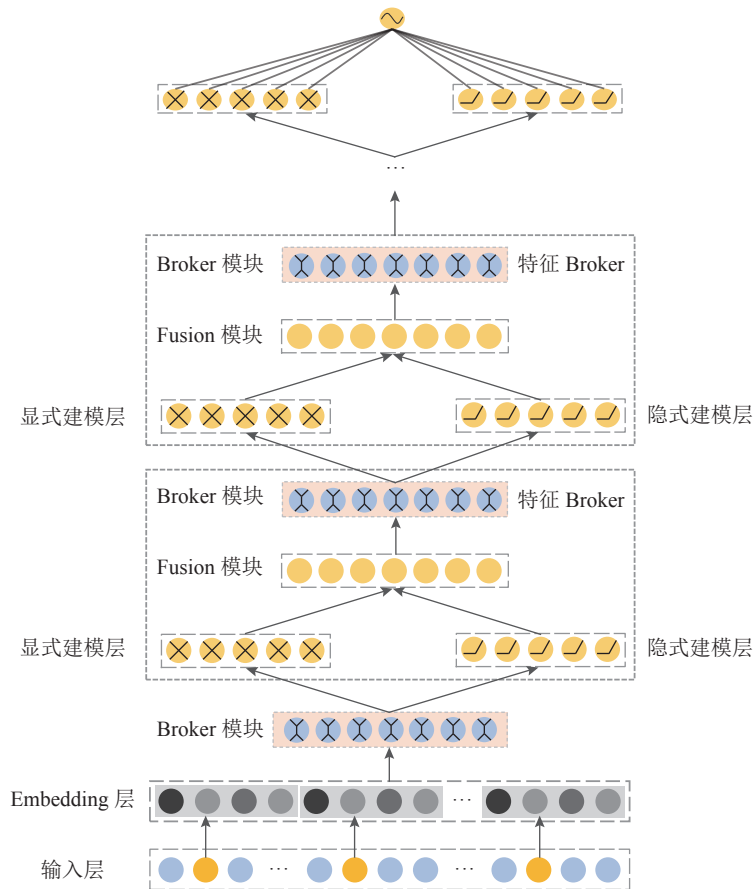 ...
Broker 模块 特征 Broker
Fusion 模块
显式建模层 隐式建模层
Broker 模块 特征 Broker
Fusion 模块
显式建模层 隐式建模层
Broker 模块
Embedding 层 ...
输入层 ... ...